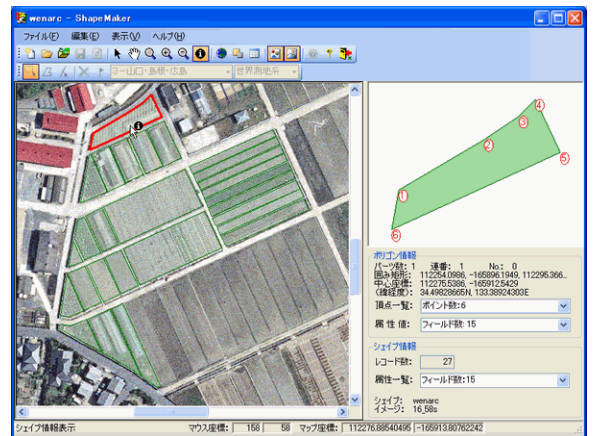 wenarc - ShapeMaker
ファイル(F) 編集(E) 表示(V) ヘルプ(H)
3-山口・島根・広島 世界測地系
1
2
3
4
5
6
ポリゴン情報
パーツ数: 1 連番: 1 No.: 0
囲み矩形: 112254.0986, -165896.1949, 112295.366...
中心座標: 112275.5386, -165912.5429
(緯経度): 34.49828665N, 133.38924303E
頂点一覧: ポイント数:6
属性値: フィールド数:15
シェイプ情報
レコード数: 27
属性一覧: フィールド数:15
シェイプ: wenarc
イメージ: 16_58s
シェイプ情報表示 マウス座標: 158 58 マップ座標: 112276.88540495 -165913.80762242